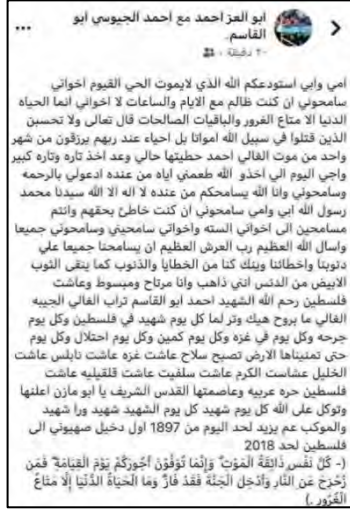 ابو العز احمد مع احمد الجيوسي ابو
القاسم.
٢٠ دقيقة ·
امي وابي استودعكم الله الذي لايموت الحي القيوم اخواتي
سامحوني ان كنت ظالم مع الايام والساعات لا اخواني انما الحياه
الدنيا الا متاع الغرور والباقيات الصالحات قال تعالى ولا تحسبن
الذين قتلوا في سبيل الله امواتا بل احياء عند ربهم يرزقون من شهر
واحد من موت الغالي احمد حطيتها حالي وعد اخذ تاره وتاره كبير
واجي اليوم الي اخذو الله طعمني اياه من عنده ادعولي بالرحمه
وسامحوني وانا الله يسامحكم من عنده لا اله الا الله سيدنا محمد
رسول الله ابي وامي سامحوني ان كنت خاطئ بحقهم وانتم
مسامحين الى اخواتي السته واخواتي سامحيني وسامحوني جميعا
واسال الله العظيم رب العرش العظيم ان يسامحنا جميعا علي
دنوبنا واخطائنا وينك كنا من الخطايا والذنوب كما ينقى الثوب
الابيض من الدنس انني ذاهب وانا مرتاح ومبسوط وعاشت
فلسطين رحم الله الشهيد احمد ابو القاسم تراب الغالي الجيبه
الغالي ما بروح هيك وتر لما كل يوم شهيد في فلسطين وكل يوم
جرحه وكل يوم في غزه وكل يوم كمين وكل يوم احتلال وكل يوم
حتى تمنيناها الارض تصبح سلاح عاشت غزه عاشت نابلس عاشت
الخليل عشاست الكرم عاشت سلفيت عاشت قلقيليه عاشت
فلسطين حره عربيه وعاصمتها القدس الشريف يا ابو مازن اعلنها
وتوكل على الله كل يوم شهيد كل يوم الشهيد شهيد ورا شهيد
والموكب عم يزيد لحد اليوم من 1897 اول دخيل صهيوني الى
فلسطين لحد 2018
(- كُلُّ نَفْسٍ ذَائِقَةُ الْمَوْتِ ۗ وَإِنَّمَا تُوَفَّوْنَ أُجُورَكُمْ يَوْمَ الْقِيَامَةِ ۖ فَمَن
زُحْزِحَ عَنِ النَّارِ وَأُدْخِلَ الْجَنَّةَ فَقَدْ فَازَ ۗ وَمَا الْحَيَاةُ الدُّنْيَا إِلَّا مَتَاعُ
الْغُرُورِ .)